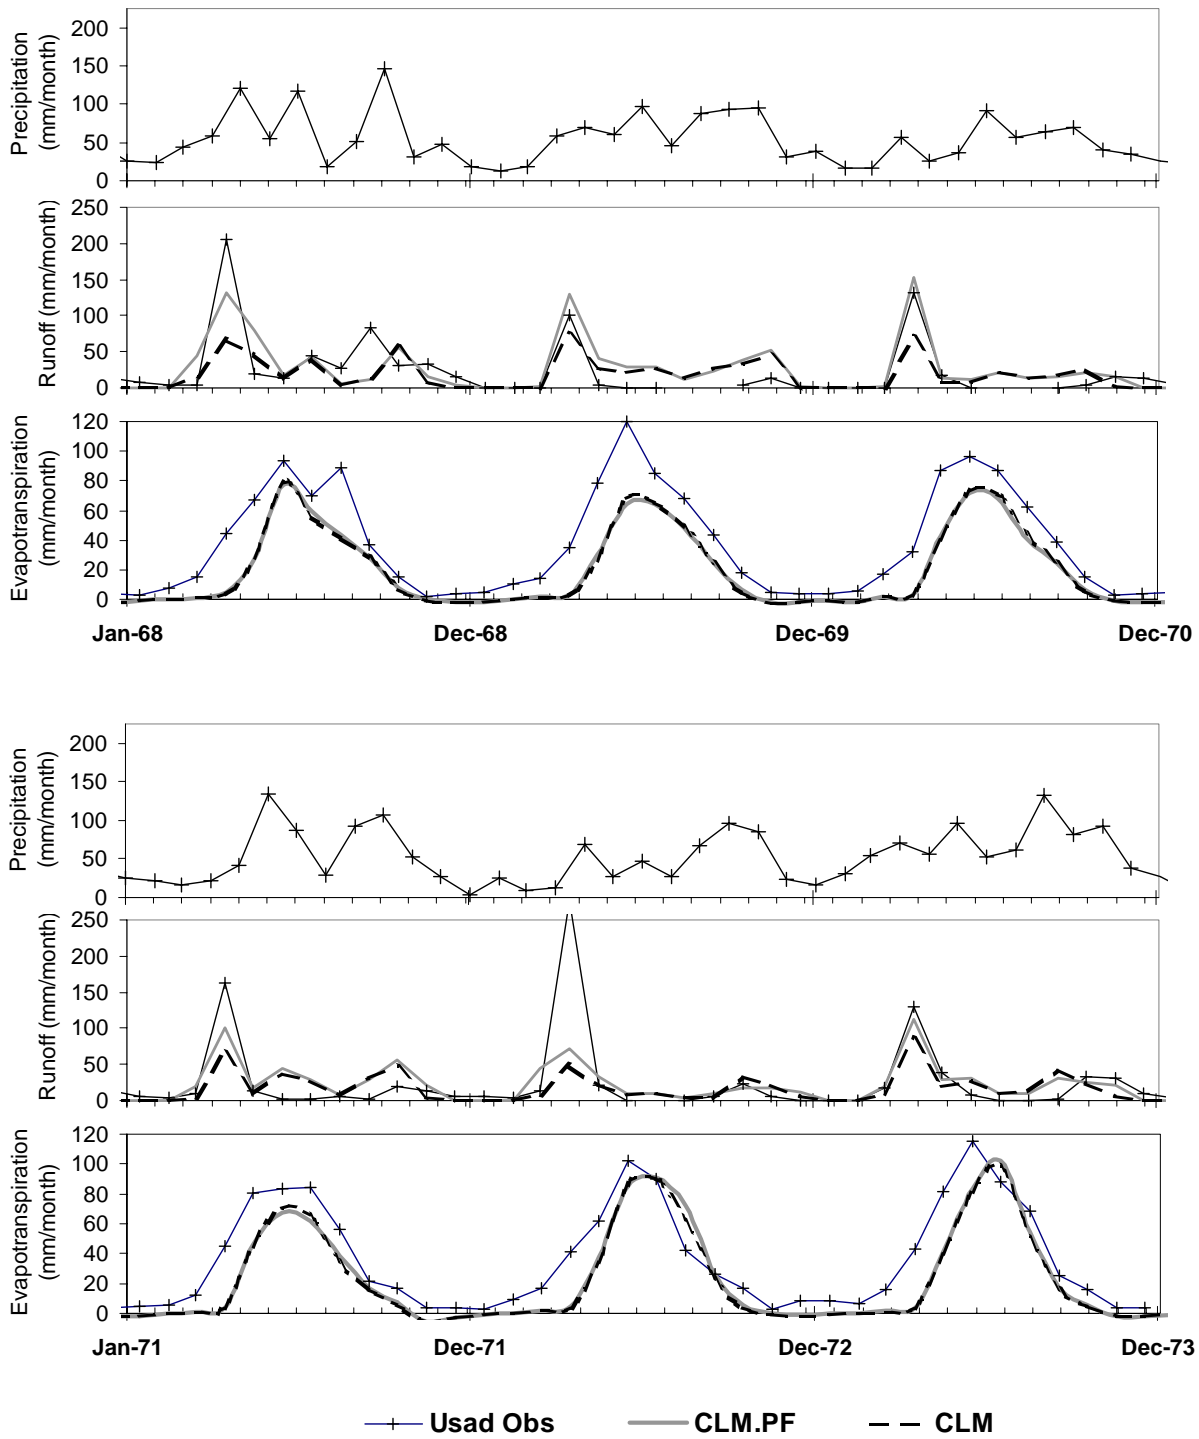 Precipitation
(mm/month)
200
150
100
50
0
Runoff (mm/month)
250
200
150
100
50
0
Evapotranspiration
(mm/month)
120
100
80
60
40
20
0
Jan-68 Dec-68 Dec-69 Dec-70
Precipitation
(mm/month)
200
150
100
50
0
Runoff (mm/month)
250
200
150
100
50
0
Evapotranspiration
(mm/month)
120
100
80
60
40
20
0
Jan-71 Dec-71 Dec-72 Dec-73
Usad Obs CLM.PF CLM